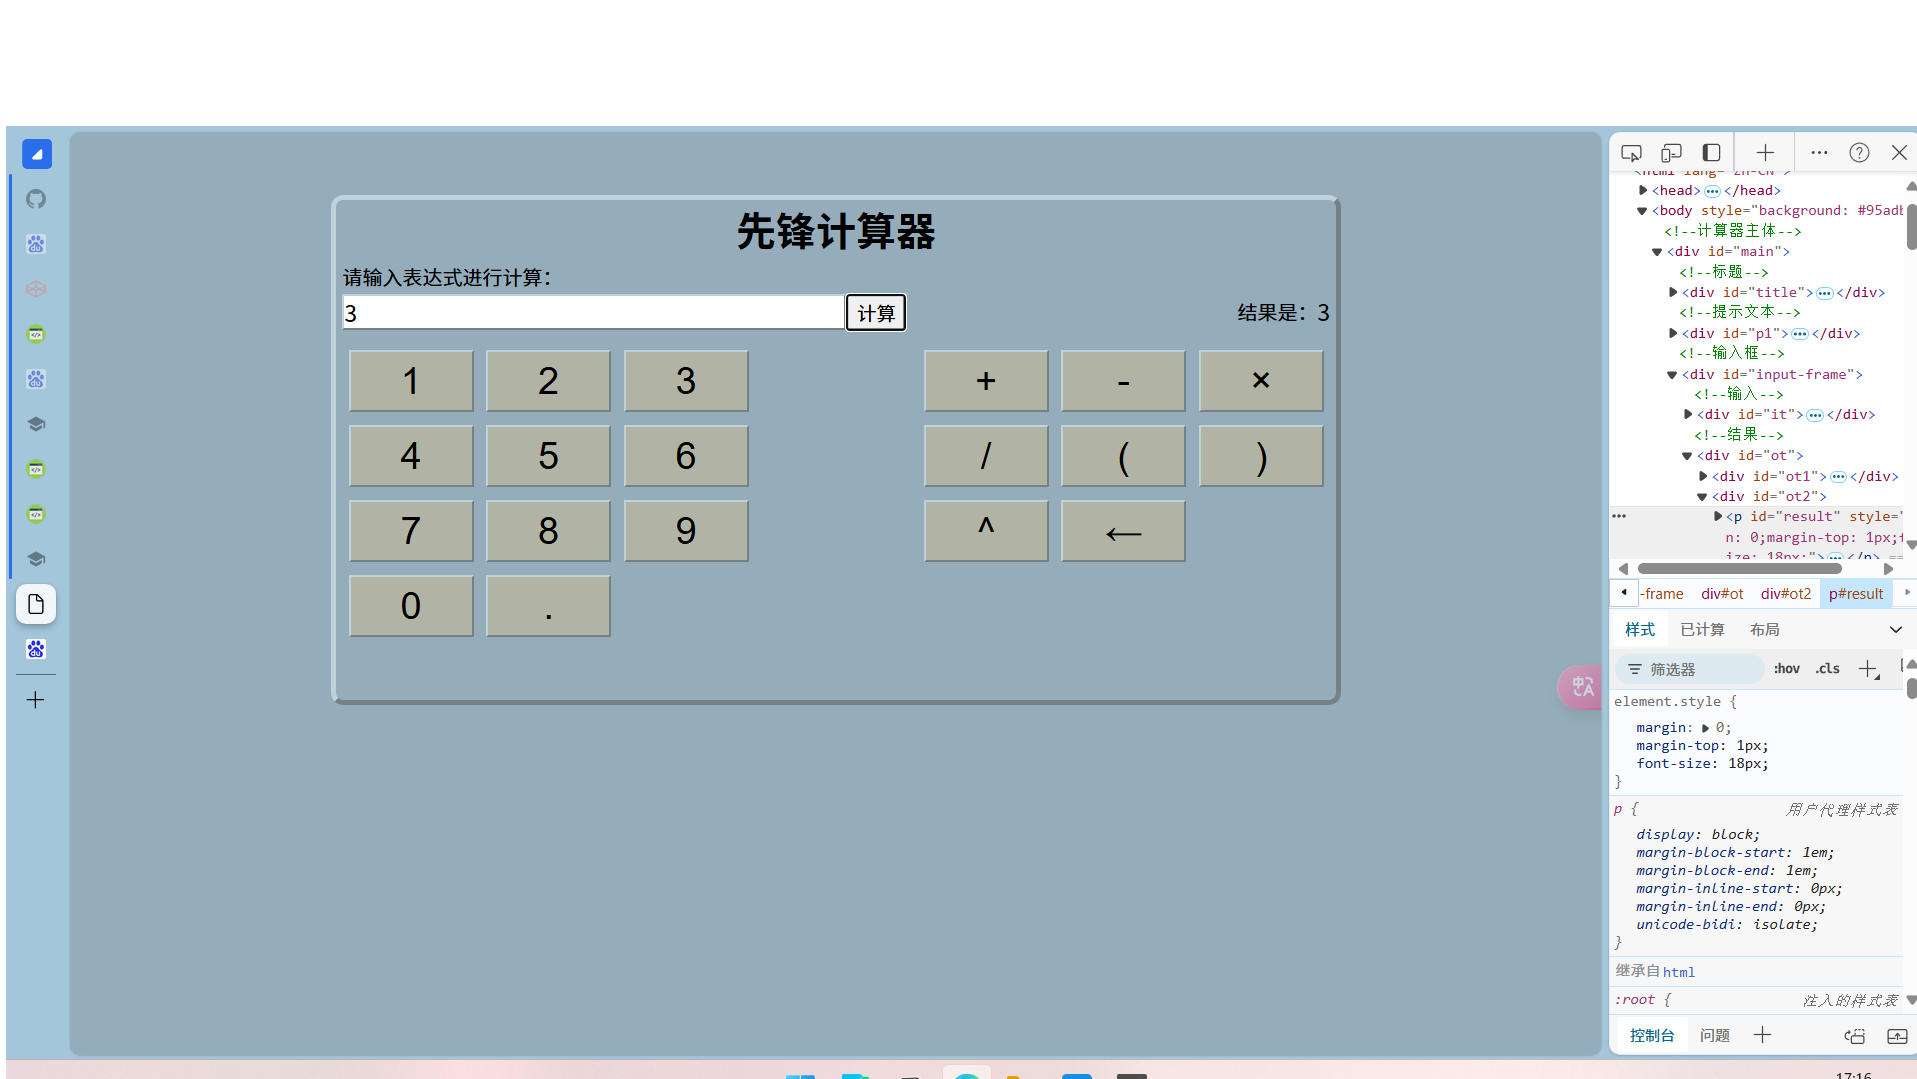 先锋计算器
请输入表达式进行计算：
3
计算
结果是：3
1
2
3
+
-
×
4
5
6
/
(
)
7
8
9
^
←
0
.
<head> ••• </head>
<body style="background: #95adb
<!--计算器主体-->
<div id="main">
<!--标题-->
<div id="title"> ••• </div>
<!--提示文本-->
<div id="p1"> ••• </div>
<!--输入框-->
<div id="input-frame">
<!--输入-->
<div id="it"> ••• </div>
<!--结果-->
<div id="ot">
<div id="ot1"> ••• </div>
<div id="ot2">
<p id="result" style="
n: 0;margin-top: 1px;f
ize: 18px;"> ••• </p> ==
-frame div#ot div#ot2 p#result
样式 已计算 布局
筛选器 :hov .cls
element.style {
margin: 0;
margin-top: 1px;
font-size: 18px;
}
p { 用户代理样式表
display: block;
margin-block-start: 1em;
margin-block-end: 1em;
margin-inline-start: 0px;
margin-inline-end: 0px;
unicode-bidi: isolate;
}
继承自 html
:root { 注入的样式表
控制台 问题
17:16